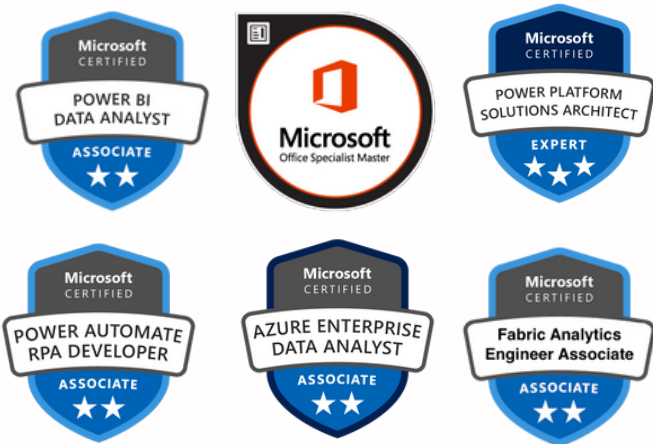 Microsoft
CERTIFIED
POWER BI
DATA ANALYST
ASSOCIATE
Microsoft
Office Specialist Master
Microsoft
CERTIFIED
POWER PLATFORM
SOLUTIONS ARCHITECT
EXPERT
Microsoft
CERTIFIED
POWER AUTOMATE
RPA DEVELOPER
ASSOCIATE
Microsoft
CERTIFIED
AZURE ENTERPRISE
DATA ANALYST
ASSOCIATE
Microsoft
CERTIFIED
Fabric Analytics
Engineer Associate
ASSOCIATE